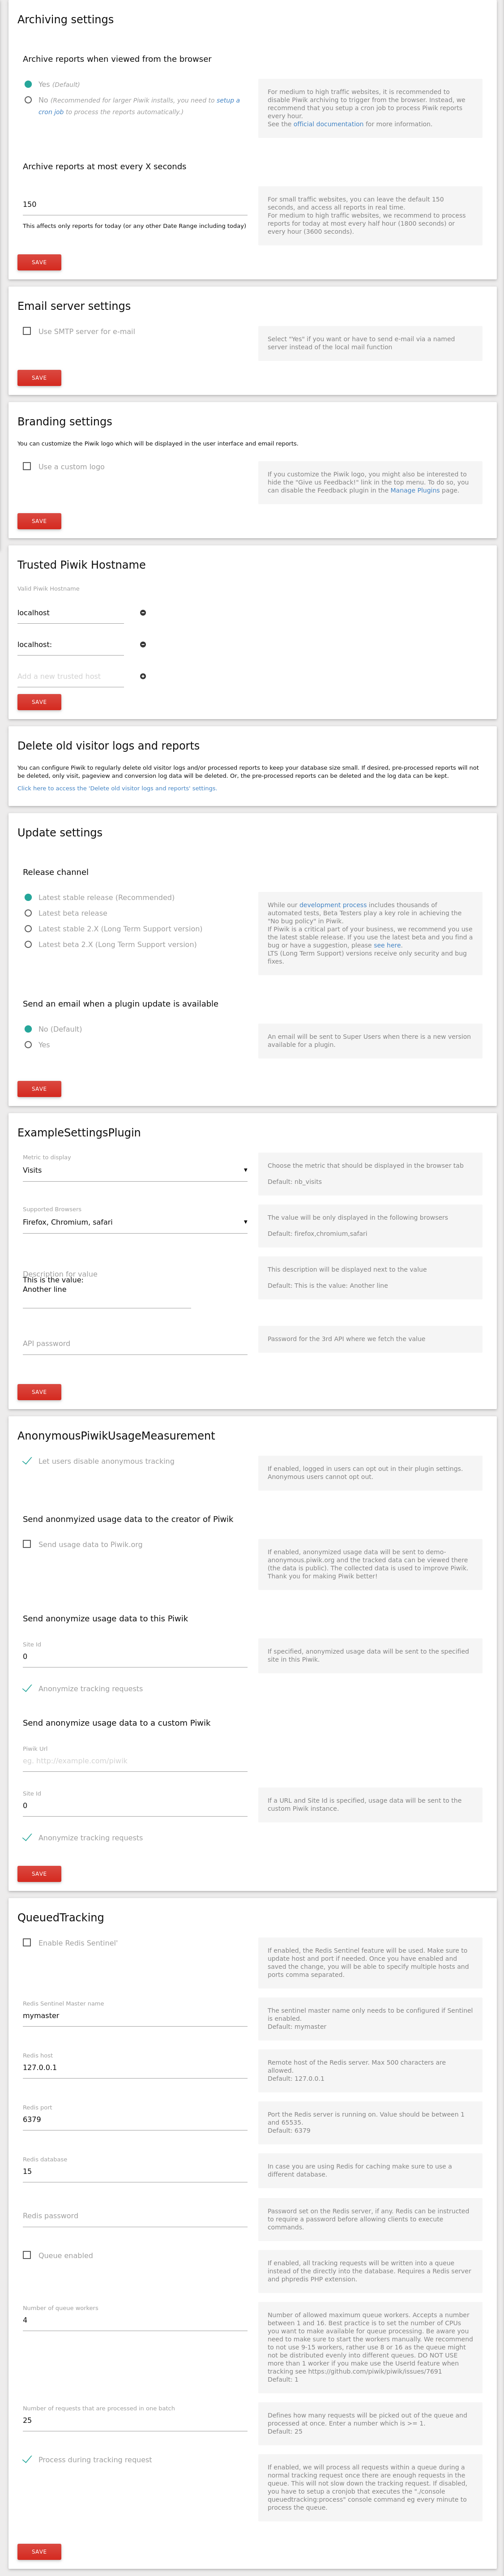 Archiving settings
Archive reports when viewed from the browser
Yes (Default)
No (Recommended for larger Piwik installs, you need to setup a
cron job to process the reports automatically.)
For medium to high traffic websites, it is recommended to
disable Piwik archiving to trigger from the browser. Instead, we
recommend that you setup a cron job to process Piwik reports
every hour.
See the official documentation for more information.
Archive reports at most every X seconds
150
This affects only reports for today (or any other Date Range including today)
For small traffic websites, you can leave the default 150
seconds, and access all reports in real time.
For medium to high traffic websites, we recommend to process
reports for today at most every half hour (1800 seconds) or
every hour (3600 seconds).
SAVE
Email server settings
Use SMTP server for e-mail
Select "Yes" if you want or have to send e-mail via a named
server instead of the local mail function
SAVE
Branding settings
You can customize the Piwik logo which will be displayed in the user interface and email reports.
Use a custom logo
If you customize the Piwik logo, you might also be interested to
hide the "Give us Feedback!" link in the top menu. To do so, you
can disable the Feedback plugin in the Manage Plugins page.
SAVE
Trusted Piwik Hostname
Valid Piwik Hostname
localhost
localhost:
Add a new trusted host
SAVE
Delete old visitor logs and reports
You can configure Piwik to regularly delete old visitor logs and/or processed reports to keep your database size small. If desired, pre-processed reports will not
be deleted, only visit, pageview and conversion log data will be deleted. Or, the pre-processed reports can be deleted and the log data can be kept.
Click here to access the 'Delete old visitor logs and reports' settings.
Update settings
Release channel
Latest stable release (Recommended)
Latest beta release
Latest stable 2.X (Long Term Support version)
Latest beta 2.X (Long Term Support version)
While our development process includes thousands of
automated tests, Beta Testers play a key role in achieving the
"No bug policy" in Piwik.
If Piwik is a critical part of your business, we recommend you use
the latest stable release. If you use the latest beta and you find a
bug or have a suggestion, please see here.
LTS (Long Term Support) versions receive only security and bug
fixes.
Send an email when a plugin update is available
No (Default)
Yes
An email will be sent to Super Users when there is a new version
available for a plugin.
SAVE
ExampleSettingsPlugin
Metric to display
Visits
Choose the metric that should be displayed in the browser tab
Default: nb_visits
Supported Browsers
Firefox, Chromium, safari
The value will be only displayed in the following browsers
Default: firefox,chromium,safari
Description for value
This is the value:
Another line
This description will be displayed next to the value
Default: This is the value: Another line
API password
Password for the 3rd API where we fetch the value
SAVE
AnonymousPiwikUsageMeasurement
Let users disable anonymous tracking
If enabled, logged in users can opt out in their plugin settings.
Anonymous users cannot opt out.
Send anonmyized usage data to the creator of Piwik
Send usage data to Piwik.org
If enabled, anonymized usage data will be sent to demo-
anonymous.piwik.org and the tracked data can be viewed there
(the data is public). The collected data is used to improve Piwik.
Thank you for making Piwik better!
Send anonymize usage data to this Piwik
Site Id
0
If specified, anonymized usage data will be sent to the specified
site in this Piwik.
Anonymize tracking requests
Send anonymize usage data to a custom Piwik
Piwik Url
eg. http://example.com/piwik
Site Id
0
If a URL and Site Id is specified, usage data will be sent to the
custom Piwik instance.
Anonymize tracking requests
SAVE
QueuedTracking
Enable Redis Sentinel'
If enabled, the Redis Sentinel feature will be used. Make sure to
update host and port if needed. Once you have enabled and
saved the change, you will be able to specify multiple hosts and
ports comma separated.
Redis Sentinel Master name
mymaster
The sentinel master name only needs to be configured if Sentinel
is enabled.
Default: mymaster
Redis host
127.0.0.1
Remote host of the Redis server. Max 500 characters are
allowed.
Default: 127.0.0.1
Redis port
6379
Port the Redis server is running on. Value should be between 1
and 65535.
Default: 6379
Redis database
15
In case you are using Redis for caching make sure to use a
different database.
Redis password
Password set on the Redis server, if any. Redis can be instructed
to require a password before allowing clients to execute
commands.
Queue enabled
If enabled, all tracking requests will be written into a queue
instead of the directly into the database. Requires a Redis server
and phpredis PHP extension.
Number of queue workers
4
Number of allowed maximum queue workers. Accepts a number
between 1 and 16. Best practice is to set the number of CPUs
you want to make available for queue processing. Be aware you
need to make sure to start the workers manually. We recommend
to not use 9-15 workers, rather use 8 or 16 as the queue might
not be distributed evenly into different queues. DO NOT USE
more than 1 worker if you make use the UserId feature when
tracking see https://github.com/piwik/piwik/issues/7691
Default: 1
Number of requests that are processed in one batch
25
Defines how many requests will be picked out of the queue and
processed at once. Enter a number which is >= 1.
Default: 25
Process during tracking request
If enabled, we will process all requests within a queue during a
normal tracking request once there are enough requests in the
queue. This will not slow down the tracking request. If disabled,
you have to setup a cronjob that executes the "./console
queuedtracking:process" console command eg every minute to
process the queue.
SAVE